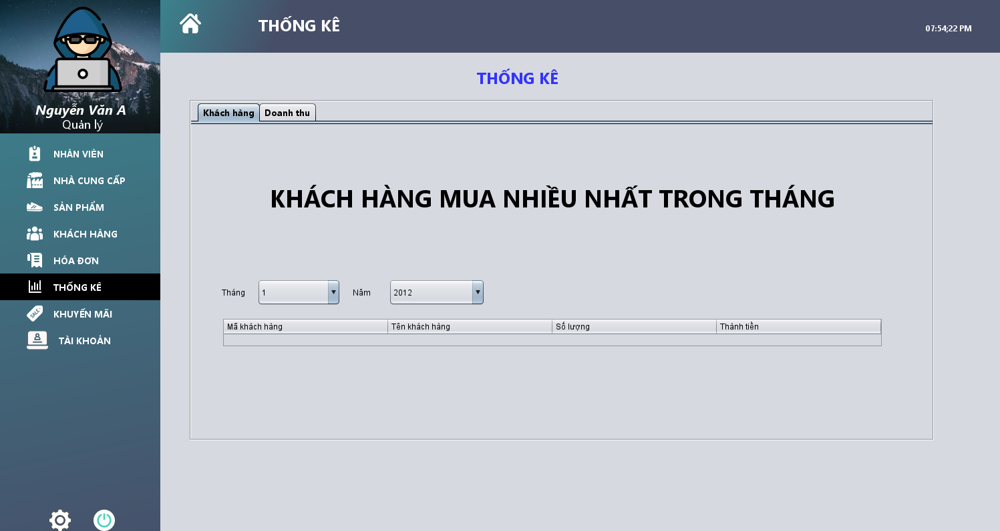 THỐNG KÊ
07:54;22 PM
Nguyễn Văn A
Quản lý
NHÂN VIÊN
NHÀ CUNG CẤP
SẢN PHẨM
KHÁCH HÀNG
HÓA ĐƠN
THỐNG KÊ
KHUYẾN MÃI
SALE
TÀI KHOẢN
THỐNG KÊ
Khách hàng Doanh thu
KHÁCH HÀNG MUA NHIỀU NHẤT TRONG THÁNG
Tháng 1 Năm 2012
Mã khách hàng Tên khách hàng Số lượng Thành tiền